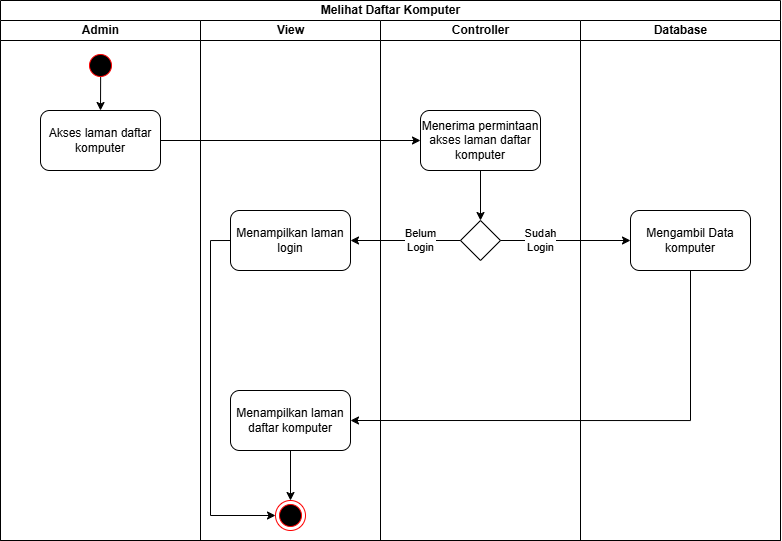 Melihat Daftar Komputer
Admin
View
Controller
Database
Akses laman daftar
komputer
Menerima permintaan
akses laman daftar
komputer
Menampilkan laman
login
Belum
Login
Sudah
Login
Mengambil Data
komputer
Menampilkan laman
daftar komputer